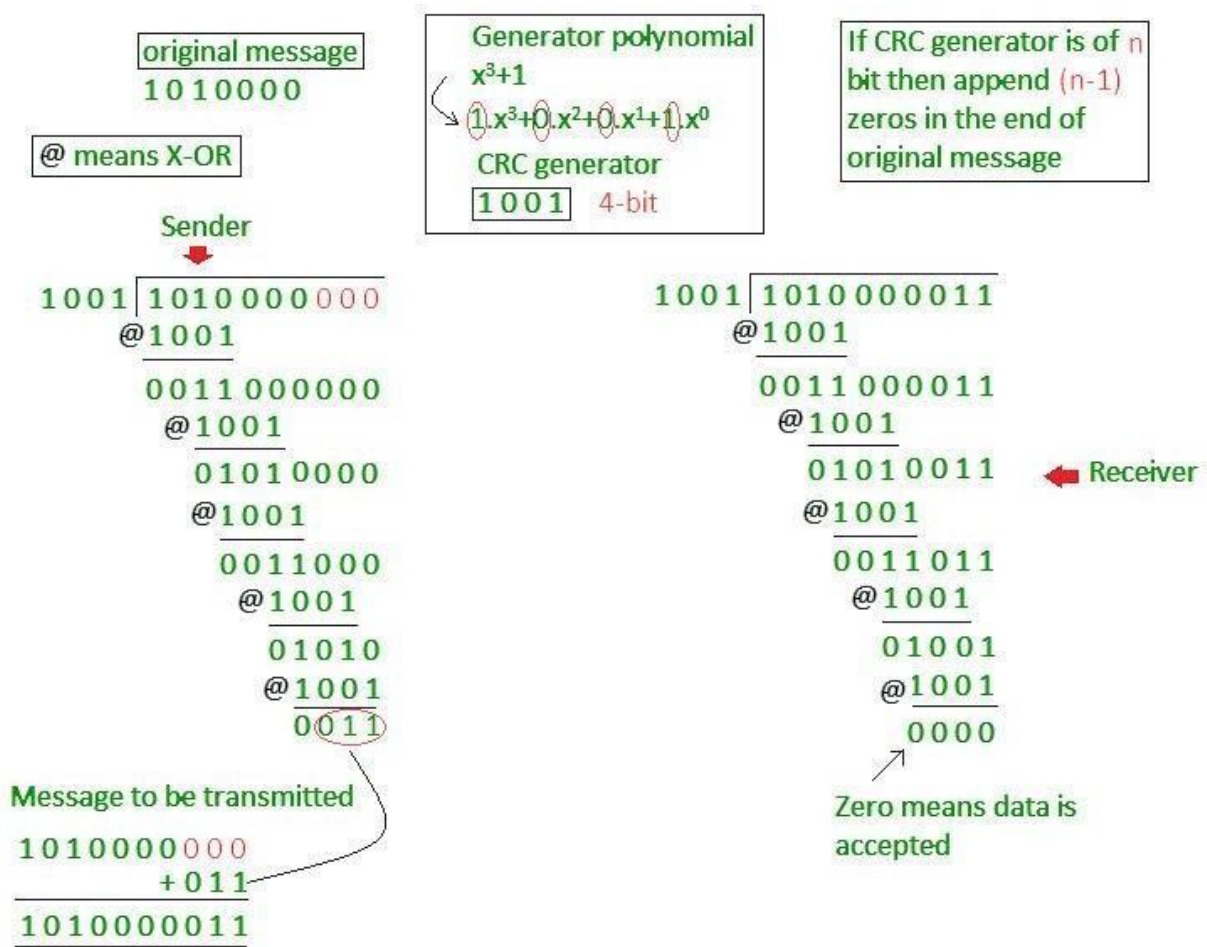 original message
1010000
@ means X-OR
Generator polynomial
x³+1
1.x³+0.x²+0.x¹+1.x⁰
CRC generator
1001 4-bit
If CRC generator is of n
bit then append (n-1)
zeros in the end of
original message
Sender
1001 1010000000
@1001
0011000000
@1001
01010000
@1001
0011000
@1001
01010
@1001
0011
Message to be transmitted
1010000000
+011
1010000011
1001 1010000011
@1001
0011000011
@1001
01010011
@1001
0011011
@1001
01001
@1001
0000
Receiver
Zero means data is
accepted